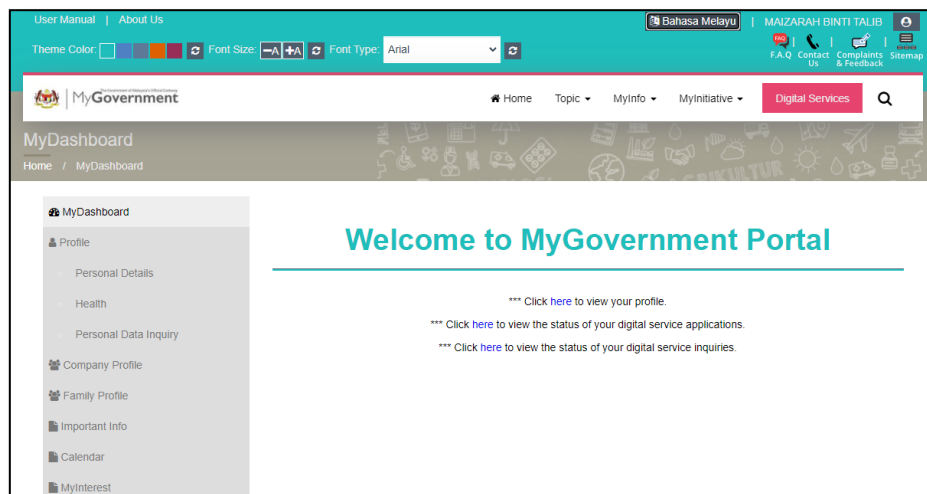 User Manual | About Us
Bahasa Melayu | MAIZARAH BINTI TALIB
Theme Color: Font Size: -A +A Font Type: Arial
FAQ
F.A.Q Contact Us Complaints & Feedback Sitemap
MyGovernment
Home Topic MyInfo MyInitiative Digital Services
MyDashboard
Home / MyDashboard
AGRIKULTUR
MyDashboard
Profile
Personal Details
Health
Personal Data Inquiry
Company Profile
Family Profile
Important Info
Calendar
MyInterest
Welcome to MyGovernment Portal
*** Click here to view your profile.
*** Click here to view the status of your digital service applications.
*** Click here to view the status of your digital service inquiries.